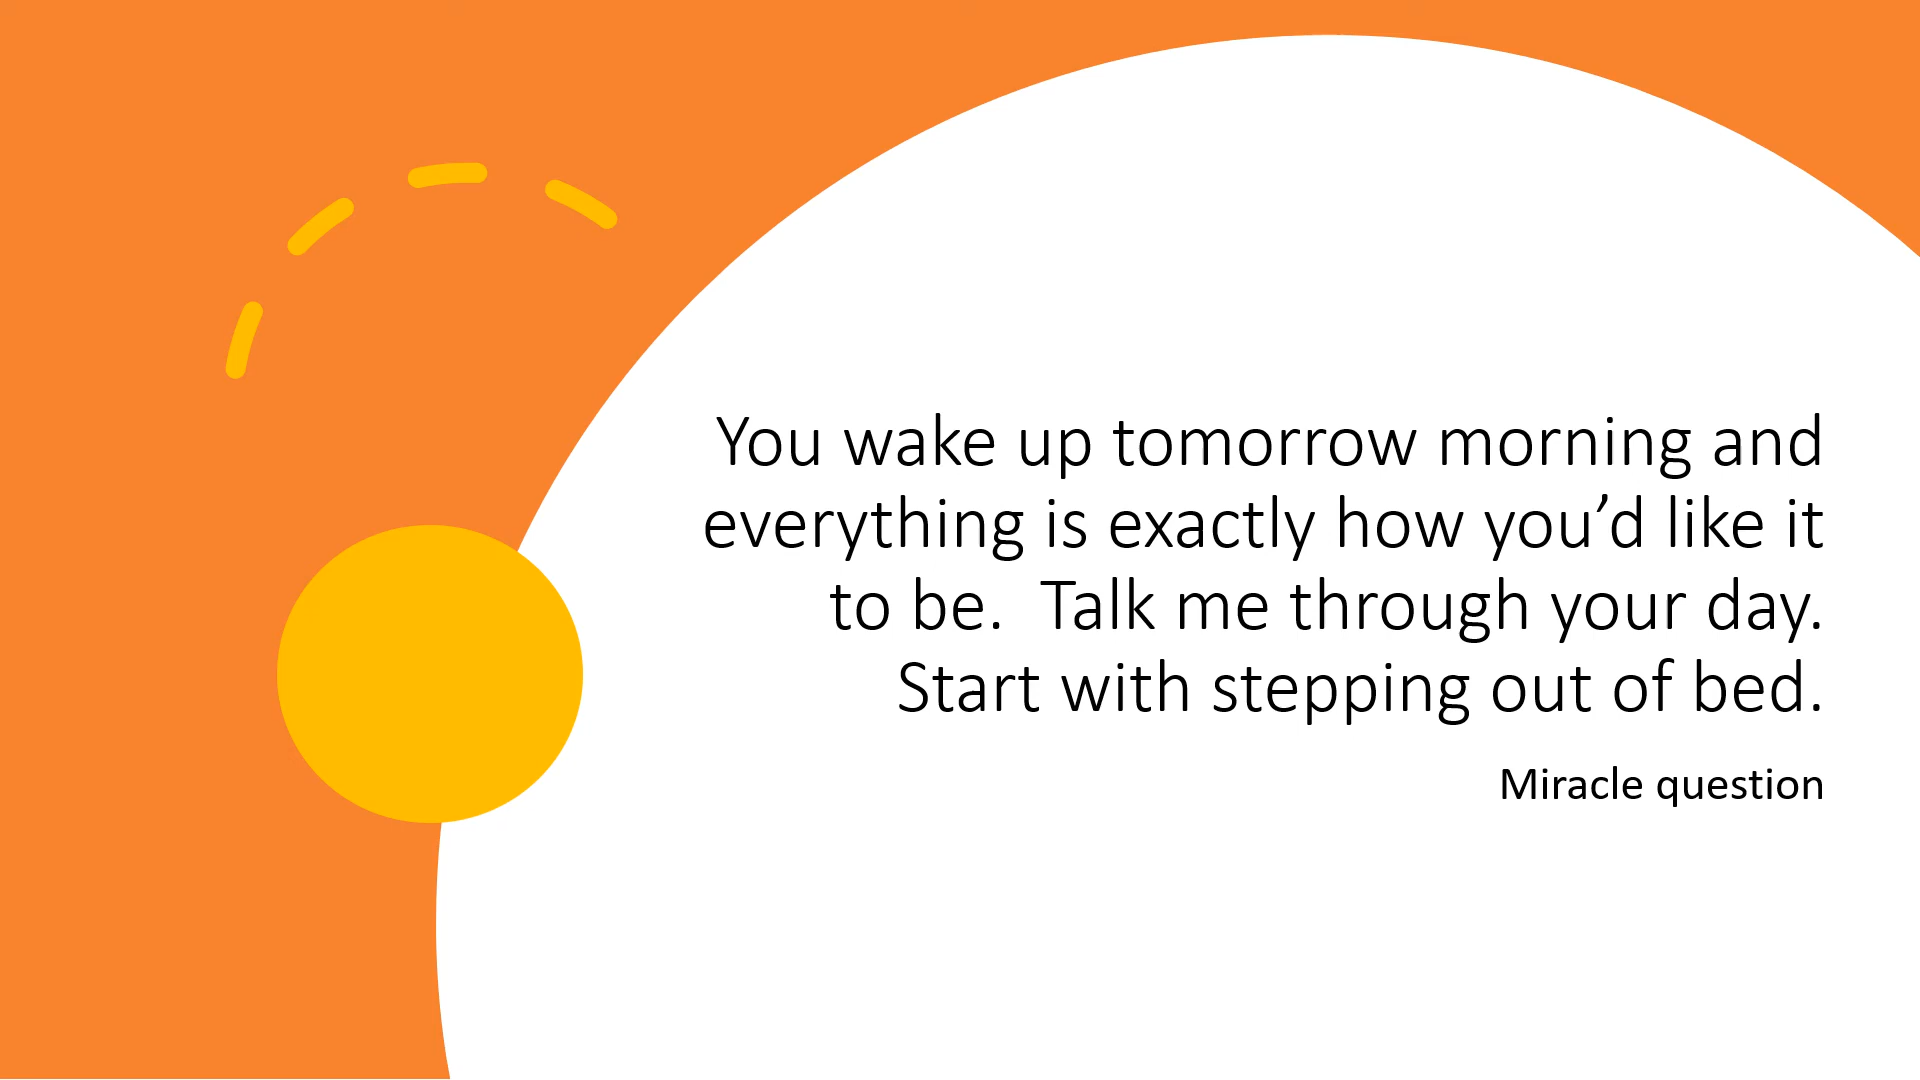 You wake up tomorrow morning and
everything is exactly how you’d like it
to be.  Talk me through your day.
Start with stepping out of bed.
Miracle question